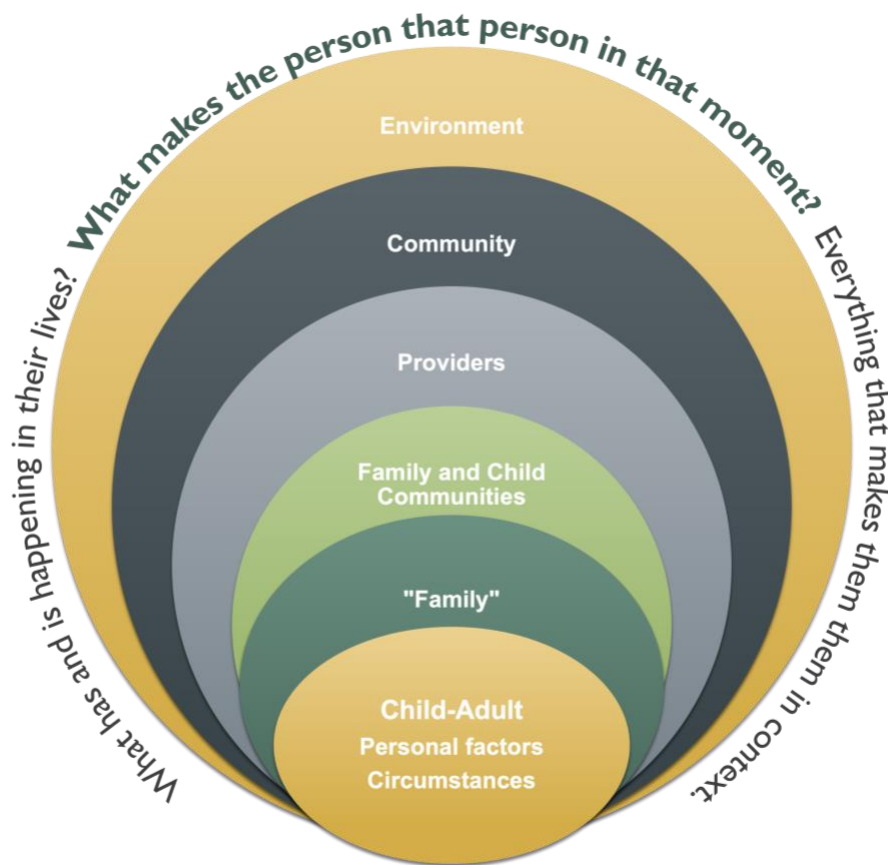 What has and is happening in their lives?
What makes the person that person in that moment?
Everything that makes them them in context.
Environment
Community
Providers
Family and Child
Communities
"Family"
Child-Adult
Personal factors
Circumstances